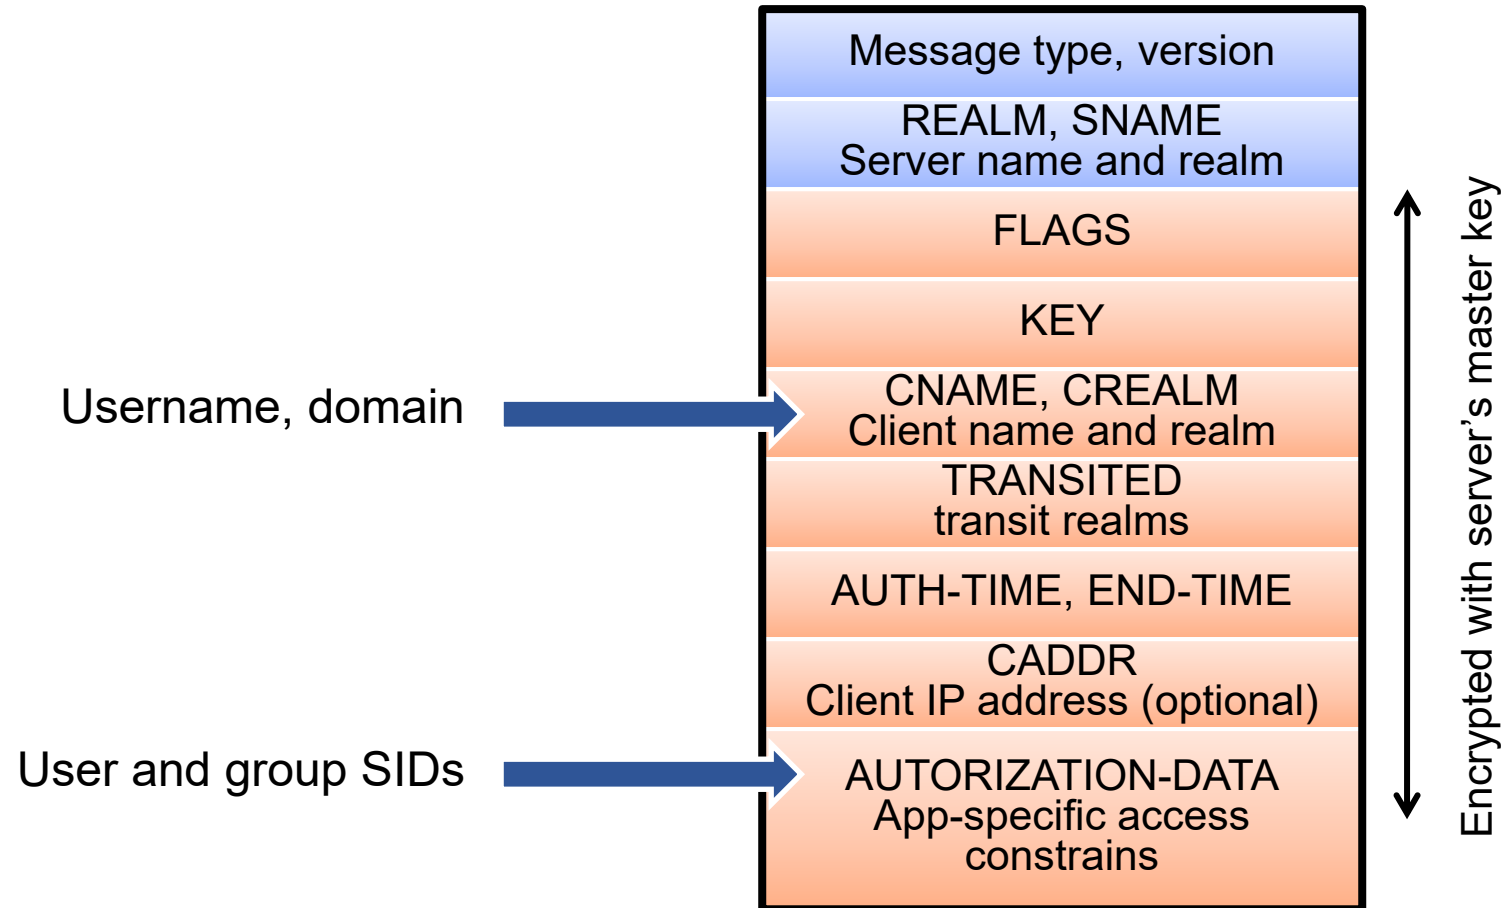 Message type, version
REALM, SNAME
Server name and realm
FLAGS
KEY
Username, domain
CNAME, CREALM
Client name and realm
TRANSITED
transit realms
AUTH-TIME, END-TIME
CADDR
Client IP address (optional)
User and group SIDs
AUTORIZATION-DATA
App-specific access
constrains
Encrypted with server’s master key